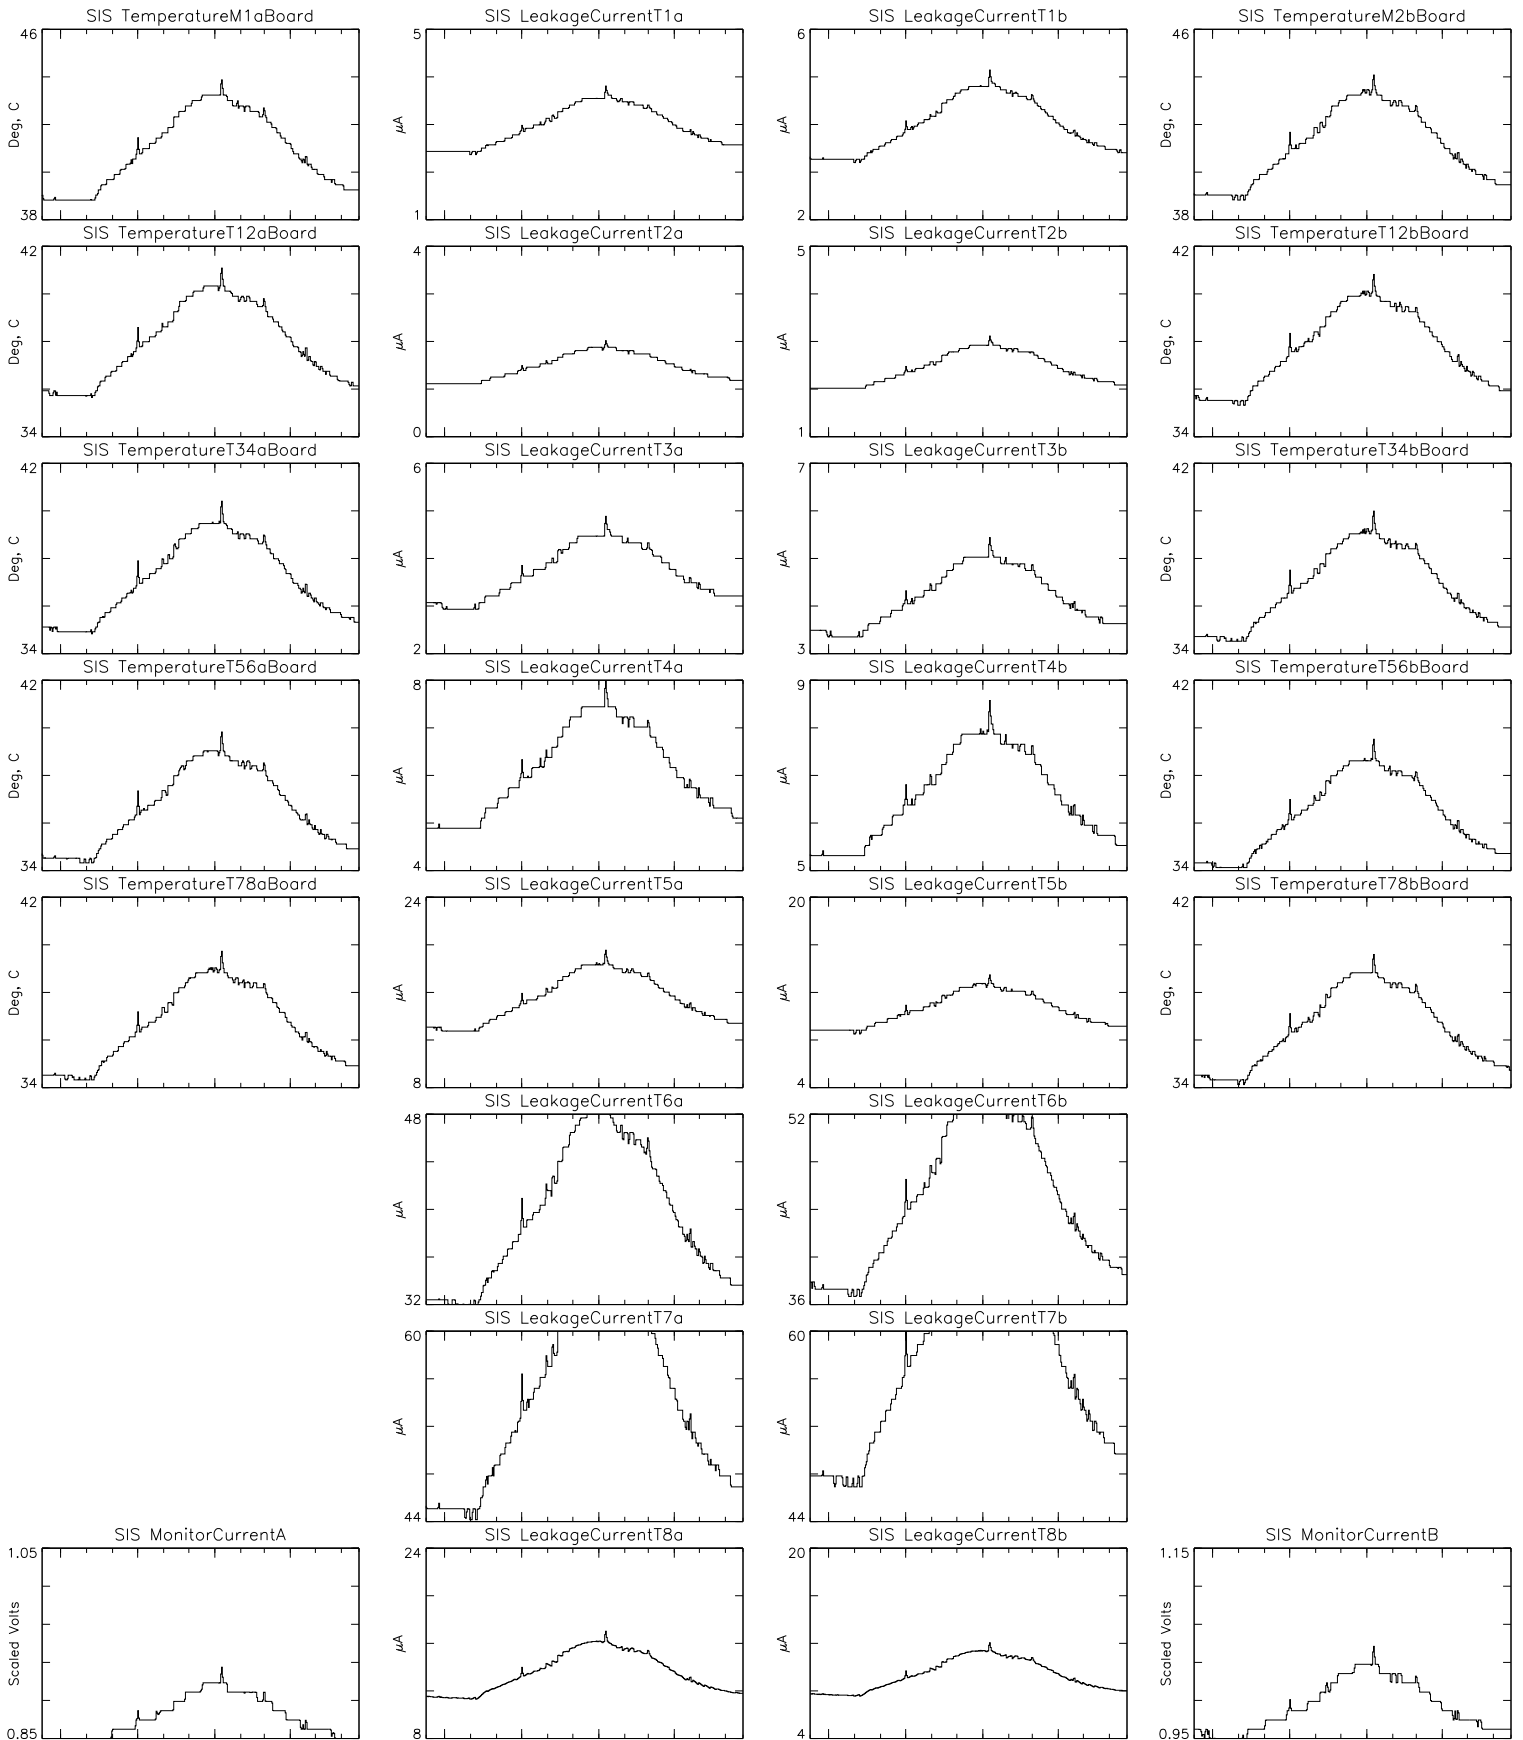 SIS TemperatureM1aBoard
SIS LeakageCurrentT1a
SIS LeakageCurrentT1b
SIS TemperatureM2bBoard
46
5
6
46
Deg, C
μA
μA
Deg, C
38
1
2
38
SIS TemperatureT12aBoard
SIS LeakageCurrentT2a
SIS LeakageCurrentT2b
SIS TemperatureT12bBoard
42
4
5
42
Deg, C
μA
μA
Deg, C
34
0
1
34
SIS TemperatureT34aBoard
SIS LeakageCurrentT3a
SIS LeakageCurrentT3b
SIS TemperatureT34bBoard
42
6
7
42
Deg, C
μA
μA
Deg, C
34
2
3
34
SIS TemperatureT56aBoard
SIS LeakageCurrentT4a
SIS LeakageCurrentT4b
SIS TemperatureT56bBoard
42
8
9
42
Deg, C
μA
μA
Deg, C
34
4
5
34
SIS TemperatureT78aBoard
SIS LeakageCurrentT5a
SIS LeakageCurrentT5b
SIS TemperatureT78bBoard
42
24
20
42
Deg, C
μA
μA
Deg, C
34
8
4
34
SIS LeakageCurrentT6a
SIS LeakageCurrentT6b
48
52
μA
μA
32
36
SIS LeakageCurrentT7a
SIS LeakageCurrentT7b
60
60
μA
μA
44
44
SIS MonitorCurrentA
SIS LeakageCurrentT8a
SIS LeakageCurrentT8b
SIS MonitorCurrentB
1.05
24
20
1.15
Scaled Volts
μA
μA
Scaled Volts
0.85
8
4
0.95